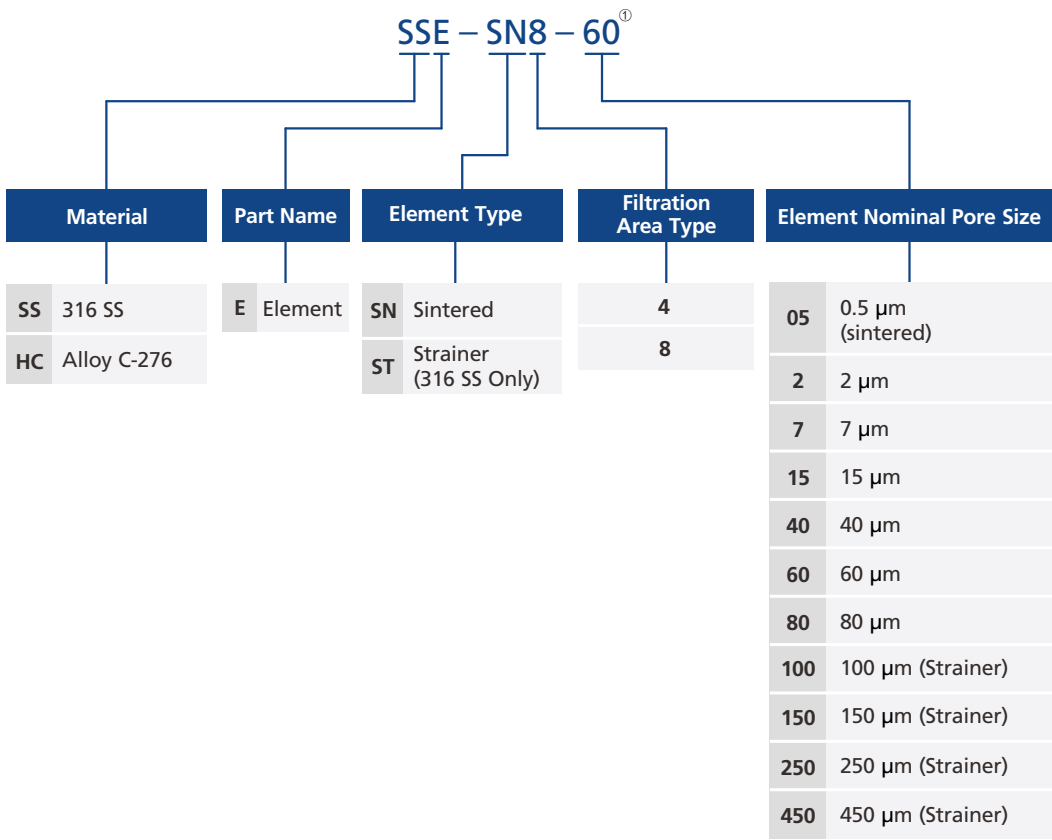 SSE – SN8 – 60①
Material
SS 316 SS
HC Alloy C-276
Part Name
E Element
Element Type
SN Sintered
ST Strainer
(316 SS Only)
Filtration
Area Type
4
8
Element Nominal Pore Size
05 0.5 μm
(sintered)
2 2 μm
7 7 μm
15 15 μm
40 40 μm
60 60 μm
80 80 μm
100 100 μm (Strainer)
150 150 μm (Strainer)
250 250 μm (Strainer)
450 450 μm (Strainer)